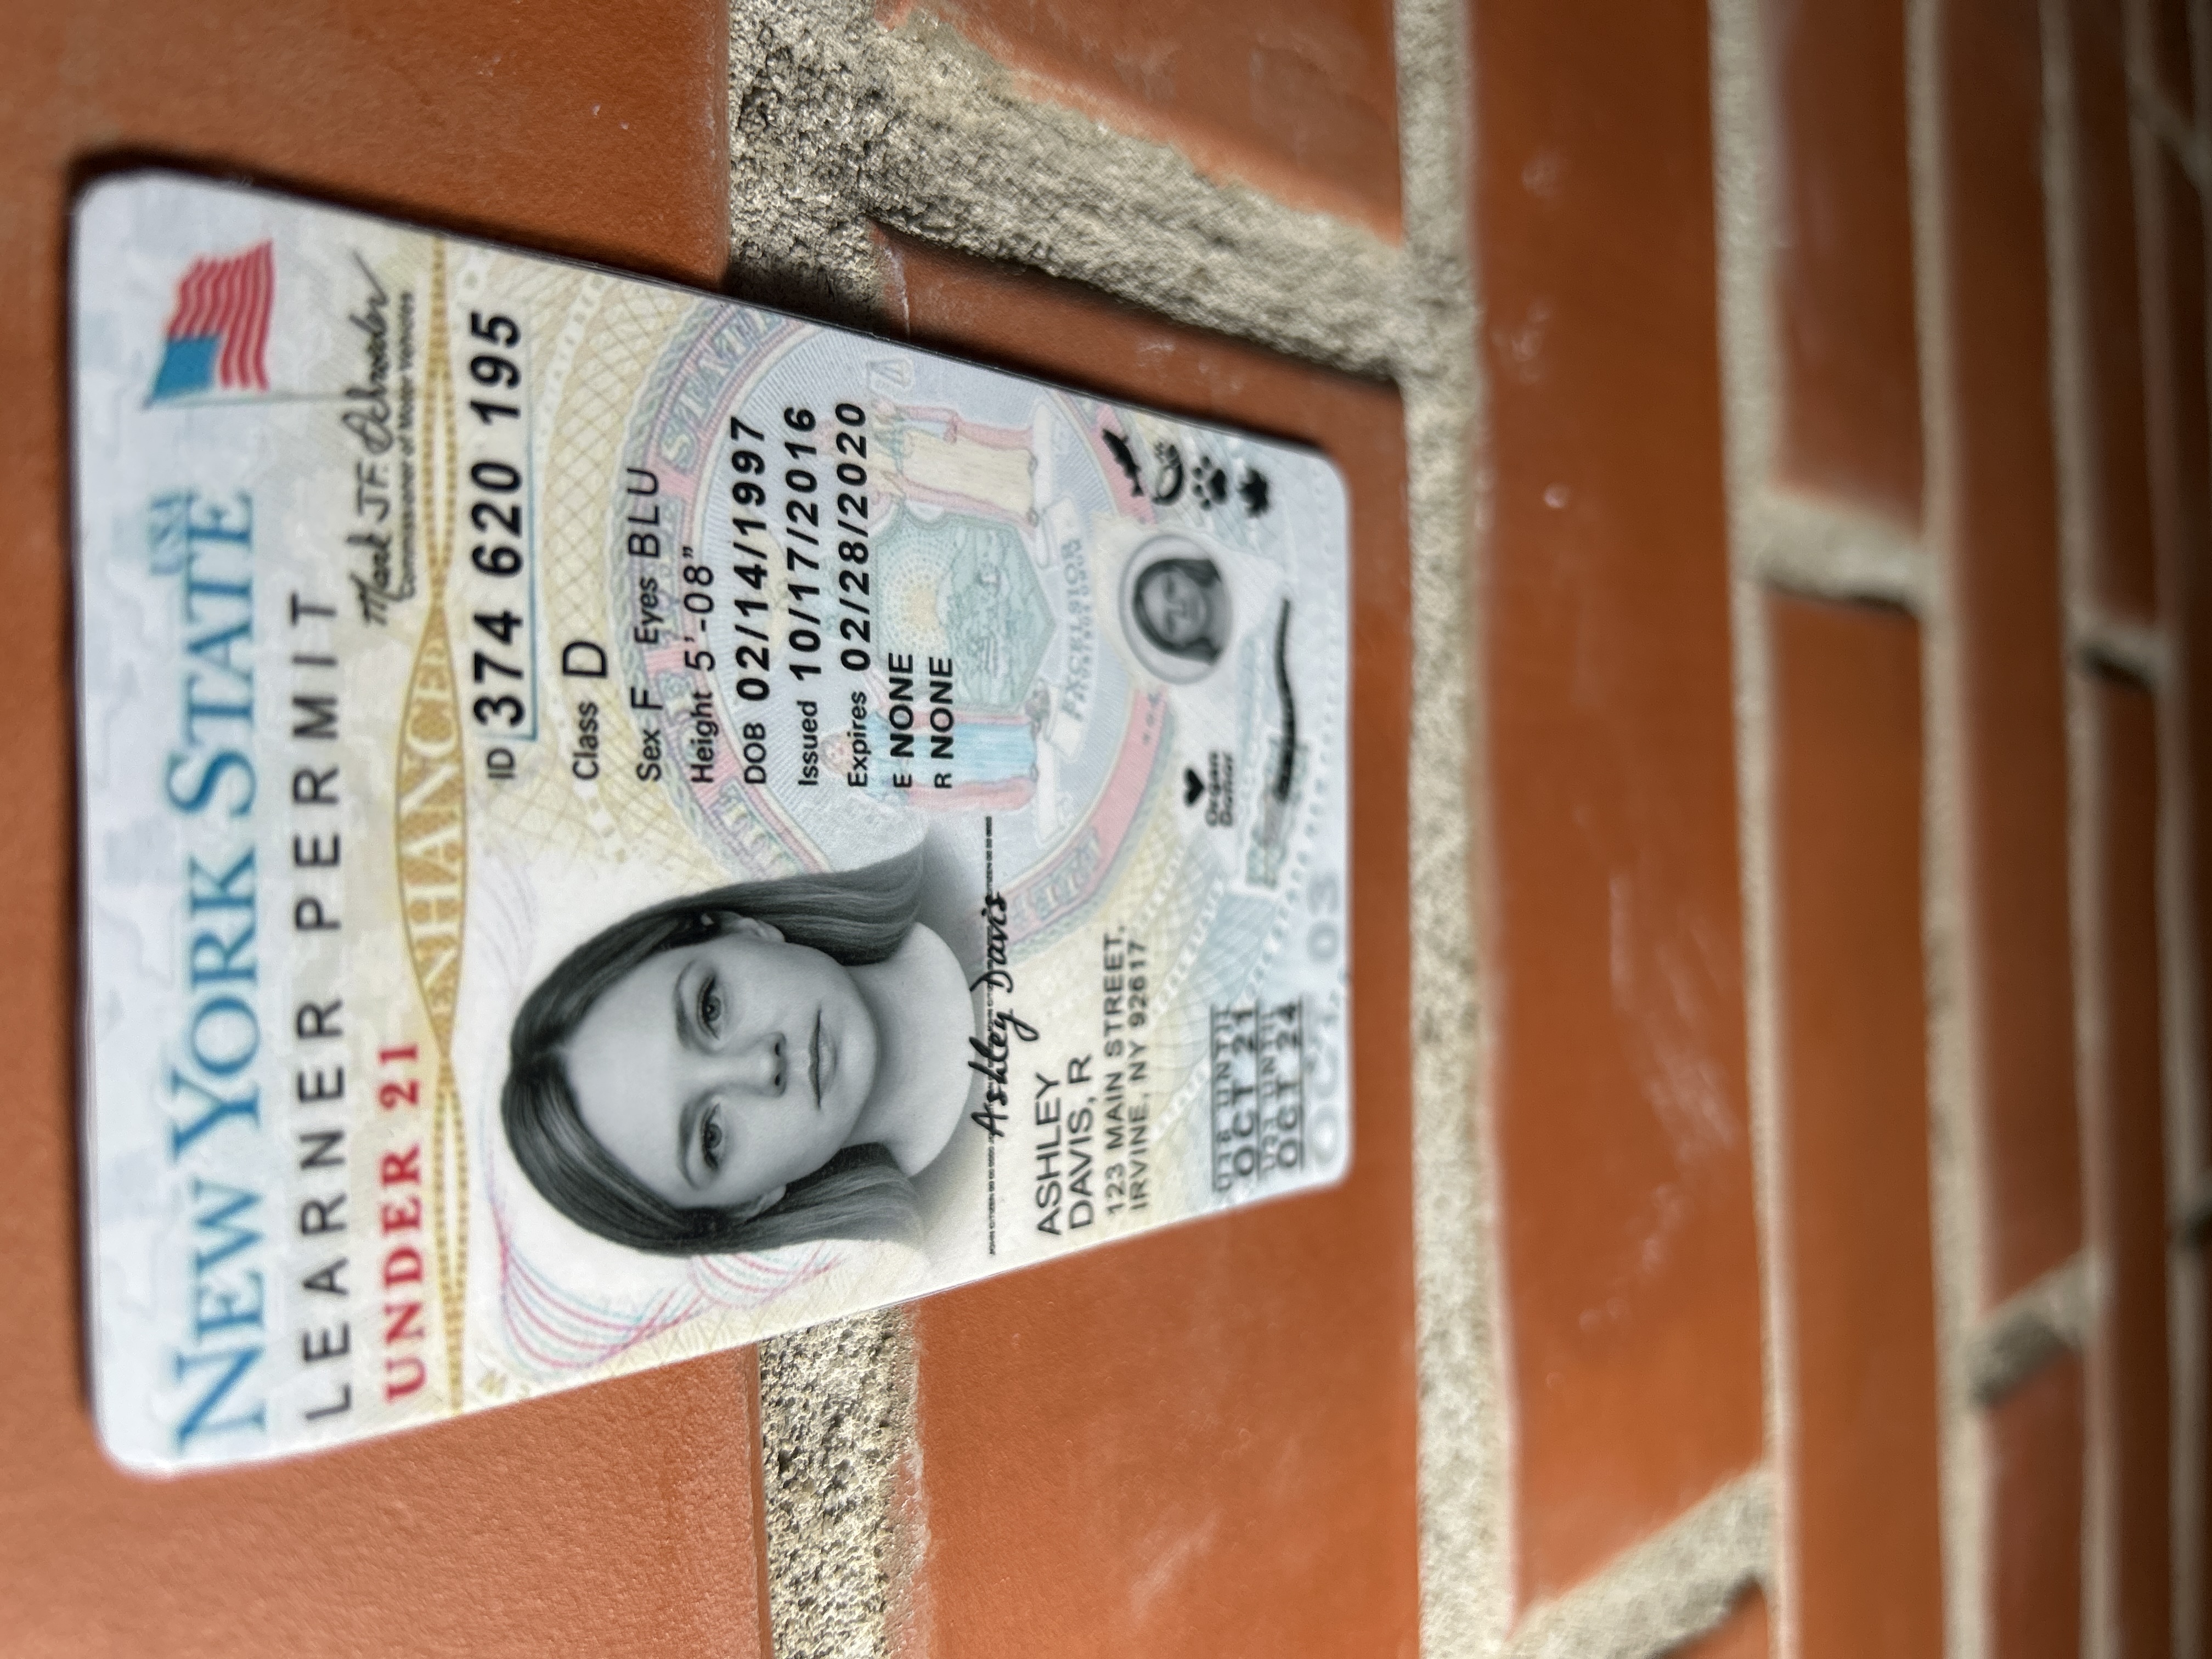 USA
NEW YORK STATE
LEARNER PERMIT
Mark J.F. Schroeder
Commissioner of Motor Vehicles
UNDER 21
ENHANCED
ID 374 620 195
Class D
Sex F Eyes BLU
Height 5'-08"
DOB 02/14/1997
Issued 10/17/2016
Expires 02/28/2020
E NONE
R NONE
Ashley Davis
ASHLEY
DAVIS, R
123 MAIN STREET,
IRVINE, NY 92617
EXCELSIOR
E PLURIBUS UNUM
Organ
Donor
U18 UNTIL
OCT 21
U21 UNTIL
OCT 24
OCT 03